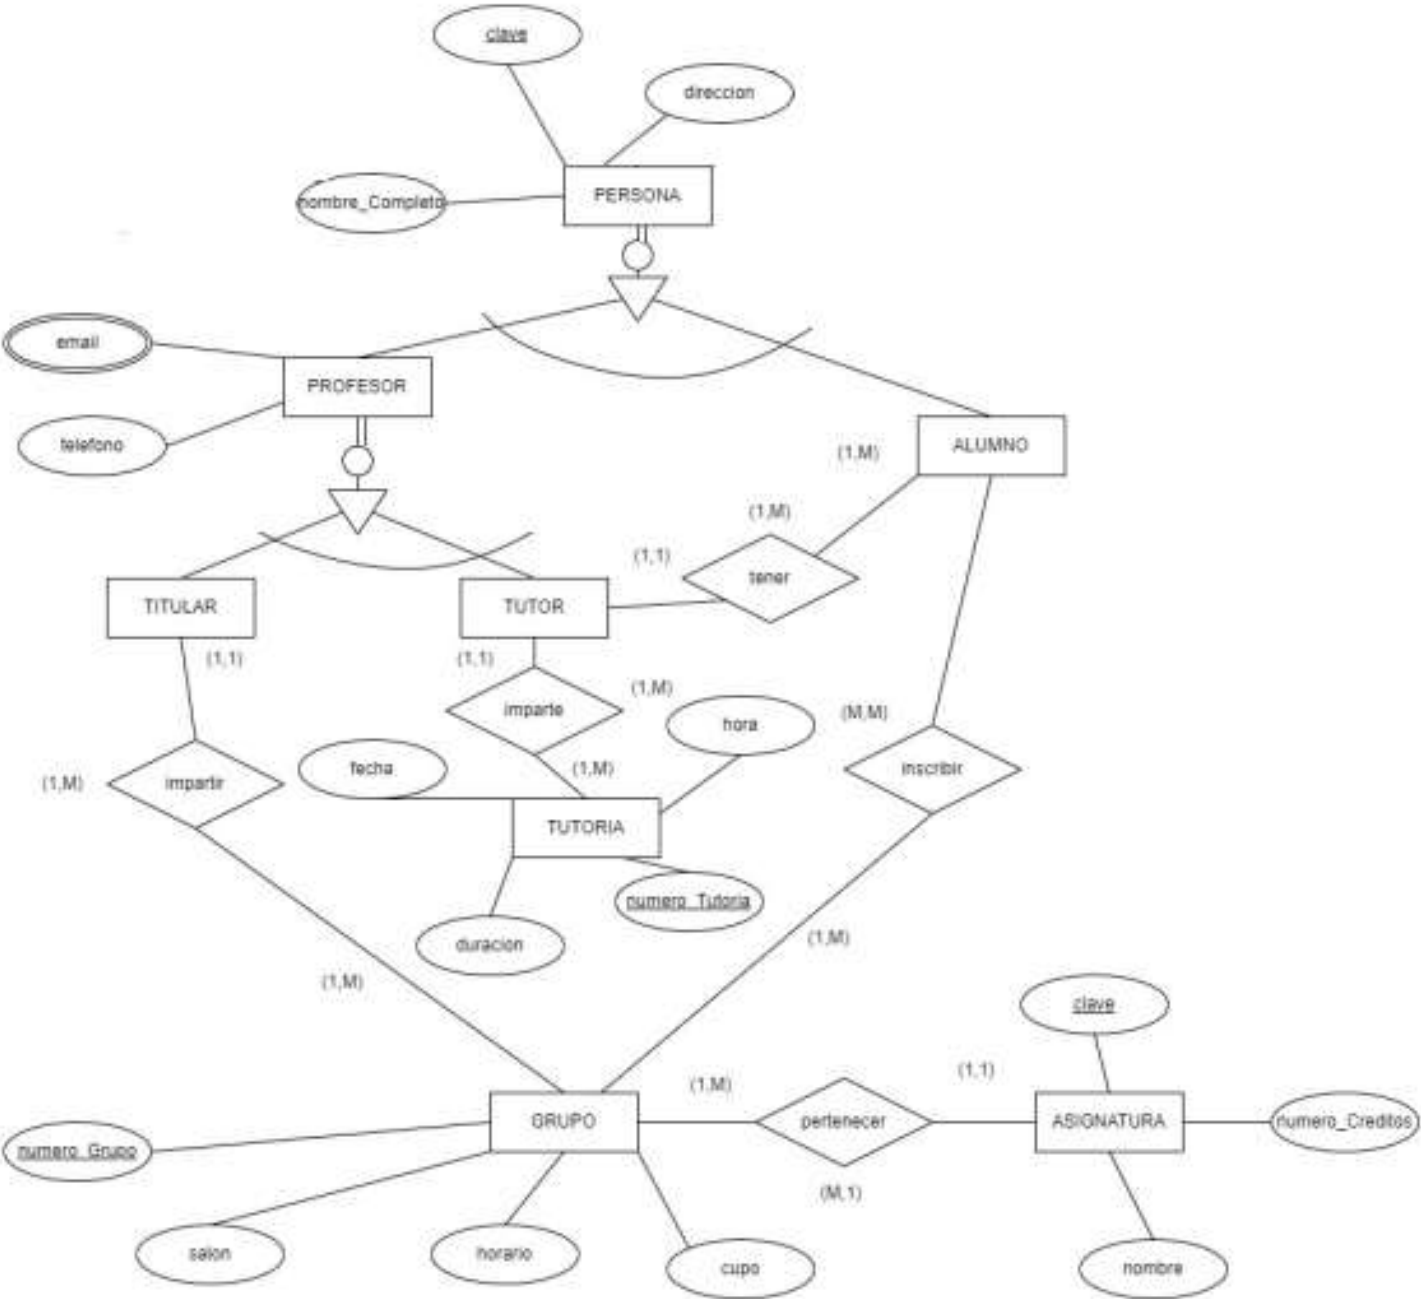 clave
direccion
nombre_Completo
PERSONA
email
PROFESOR
telefono
ALUMNO
(1,M)
(1,M)
(1,1)
tener
TITULAR
TUTOR
(1,1)
(1,1)
(1,M)
imparte
hora
(M,M)
fecha
(1,M)
inscribir
(1,M)
impartir
TUTORIA
numero_Tutoria
duracion
(1,M)
(1,M)
clave
(1,M)
(1,1)
GRUPO
pertenecer
ASIGNATURA
numero_Creditos
numero_Grupo
(M,1)
salon
horario
cupo
nombre